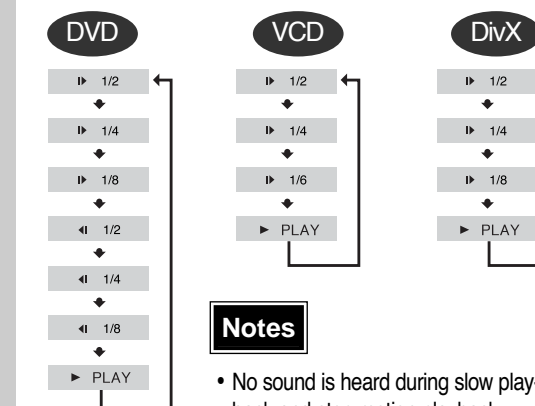 DVD
I▶ 1/2
I▶ 1/4
I▶ 1/8
◀I 1/2
◀I 1/4
◀I 1/8
► PLAY
VCD
I▶ 1/2
I▶ 1/4
I▶ 1/6
► PLAY
DivX
I▶ 1/2
I▶ 1/4
I▶ 1/8
► PLAY
Notes
• No sound is heard during slow play-